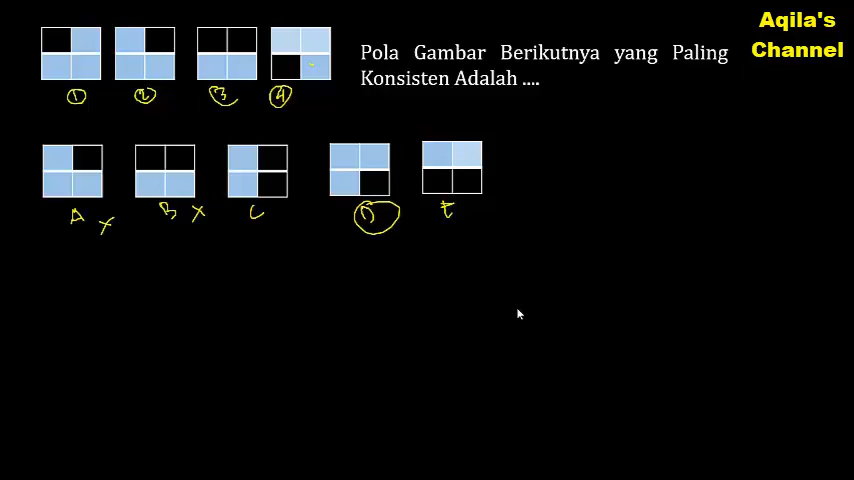 Aqila's
Channel
Pola Gambar Berikutnya yang Paling
Konsisten Adalah ....
1 2 3 4
A x B x C D E